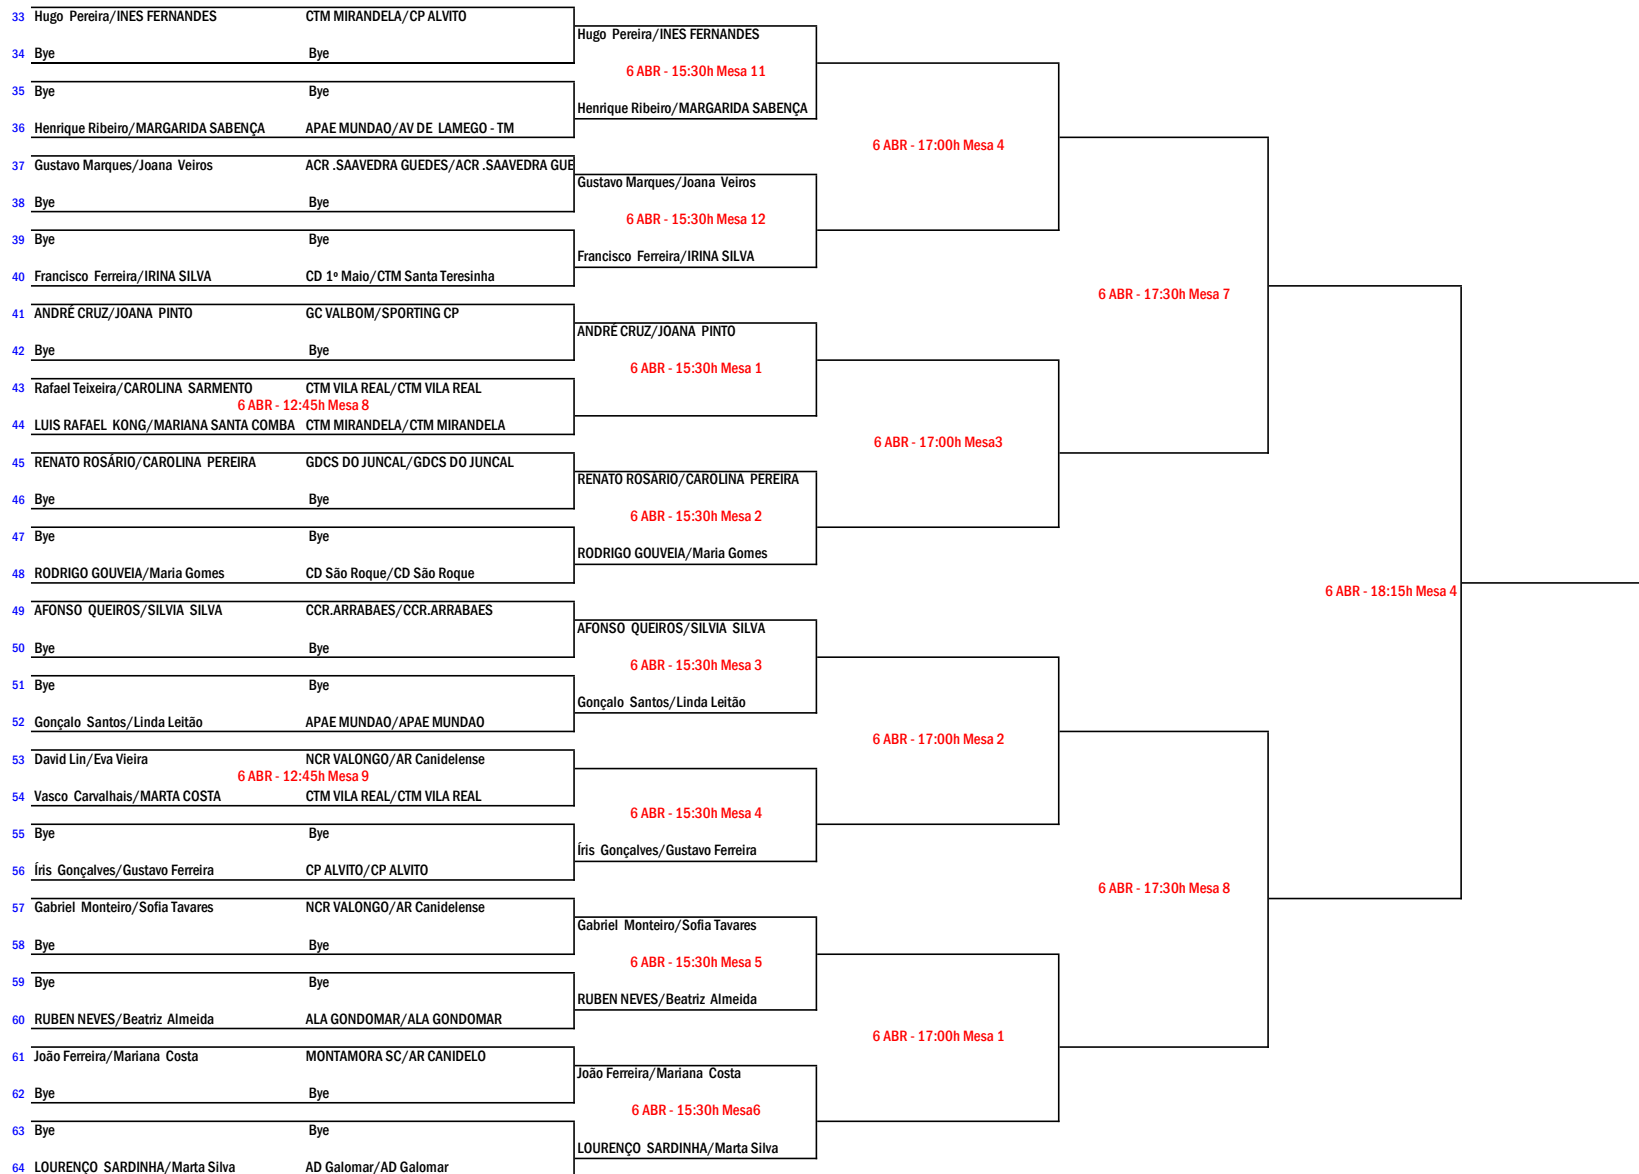 33 Hugo Pereira/INES FERNANDES CTM MIRANDELA/CP ALVITO
Hugo Pereira/INES FERNANDES
34 Bye Bye
6 ABR - 15:30h Mesa 11
35 Bye Bye
Henrique Ribeiro/MARGARIDA SABENÇA
36 Henrique Ribeiro/MARGARIDA SABENÇA APAE MUNDAO/AV DE LAMEGO - TM
6 ABR - 17:00h Mesa 4
37 Gustavo Marques/Joana Veiros ACR .SAAVEDRA GUEDES/ACR .SAAVEDRA GUE
Gustavo Marques/Joana Veiros
38 Bye Bye
6 ABR - 15:30h Mesa 12
39 Bye Bye
Francisco Ferreira/IRINA SILVA
40 Francisco Ferreira/IRINA SILVA CD 1º Maio/CTM Santa Teresinha
6 ABR - 17:30h Mesa 7
41 ANDRÉ CRUZ/JOANA PINTO GC VALBOM/SPORTING CP
ANDRÉ CRUZ/JOANA PINTO
42 Bye Bye
6 ABR - 15:30h Mesa 1
43 Rafael Teixeira/CAROLINA SARMENTO CTM VILA REAL/CTM VILA REAL
6 ABR - 12:45h Mesa 8
44 LUIS RAFAEL KONG/MARIANA SANTA COMBA CTM MIRANDELA/CTM MIRANDELA
6 ABR - 17:00h Mesa3
45 RENATO ROSÁRIO/CAROLINA PEREIRA GDCS DO JUNCAL/GDCS DO JUNCAL
RENATO ROSÁRIO/CAROLINA PEREIRA
46 Bye Bye
6 ABR - 15:30h Mesa 2
47 Bye Bye
RODRIGO GOUVEIA/Maria Gomes
48 RODRIGO GOUVEIA/Maria Gomes CD São Roque/CD São Roque
6 ABR - 18:15h Mesa 4
49 AFONSO QUEIROS/SILVIA SILVA CCR.ARRABAES/CCR.ARRABAES
AFONSO QUEIROS/SILVIA SILVA
50 Bye Bye
6 ABR - 15:30h Mesa 3
51 Bye Bye
Gonçalo Santos/Linda Leitão
52 Gonçalo Santos/Linda Leitão APAE MUNDAO/APAE MUNDAO
6 ABR - 17:00h Mesa 2
53 David Lin/Eva Vieira NCR VALONGO/AR Canidelense
6 ABR - 12:45h Mesa 9
54 Vasco Carvalhais/MARTA COSTA CTM VILA REAL/CTM VILA REAL
6 ABR - 15:30h Mesa 4
55 Bye Bye
Íris Gonçalves/Gustavo Ferreira
56 Íris Gonçalves/Gustavo Ferreira CP ALVITO/CP ALVITO
6 ABR - 17:30h Mesa 8
57 Gabriel Monteiro/Sofia Tavares NCR VALONGO/AR Canidelense
Gabriel Monteiro/Sofia Tavares
58 Bye Bye
6 ABR - 15:30h Mesa 5
59 Bye Bye
RUBEN NEVES/Beatriz Almeida
60 RUBEN NEVES/Beatriz Almeida ALA GONDOMAR/ALA GONDOMAR
6 ABR - 17:00h Mesa 1
61 João Ferreira/Mariana Costa MONTAMORA SC/AR CANIDELO
João Ferreira/Mariana Costa
62 Bye Bye
6 ABR - 15:30h Mesa6
63 Bye Bye
LOURENÇO SARDINHA/Marta Silva
64 LOURENÇO SARDINHA/Marta Silva AD Galomar/AD Galomar